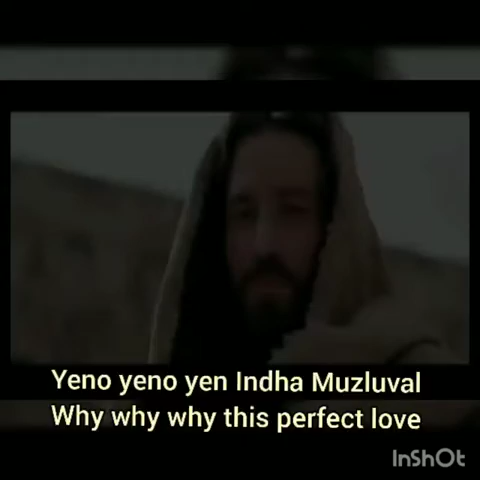 Yeno yeno yen Indha Muzluval
Why why why this perfect love
InShOt